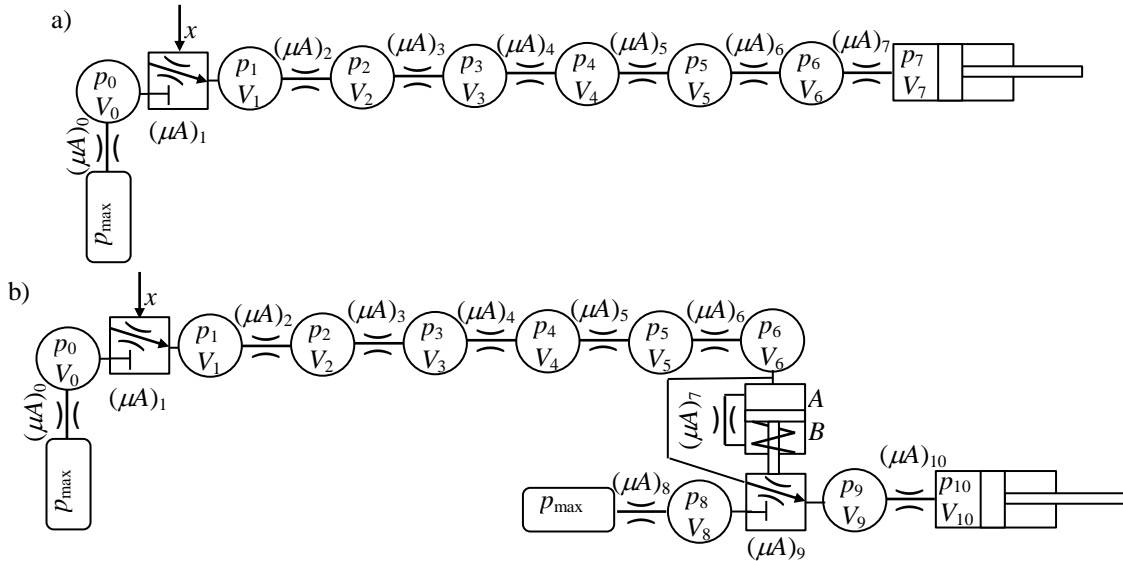 a)
x
(μA)₂ (μA)₃ (μA)₄ (μA)₅ (μA)₆ (μA)₇
p₀ p₁ p₂ p₃ p₄ p₅ p₆ p₇
V₀ V₁ V₂ V₃ V₄ V₅ V₆ V₇
(μA)₀ (μA)₁
pmax
b)
x
(μA)₂ (μA)₃ (μA)₄ (μA)₅ (μA)₆
p₀ p₁ p₂ p₃ p₄ p₅ p₆
V₀ V₁ V₂ V₃ V₄ V₅ V₆
(μA)₀ (μA)₁
A
(μA)₇ B
pmax
(μA)₁₀
pmax (μA)₈ p₈ p₉ p₁₀
V₈ V₉ V₁₀
(μA)₉